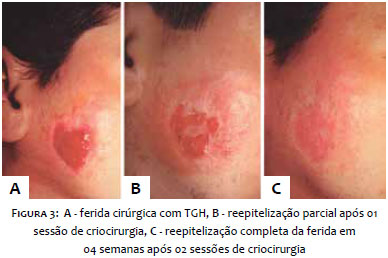 A B C
FIGURA 3: A - ferida cirúrgica com TGH, B - reepitelização parcial após 01
sessão de criocirurgia, C - reepitelização completa da ferida em
04 semanas após 02 sessões de criocirurgia